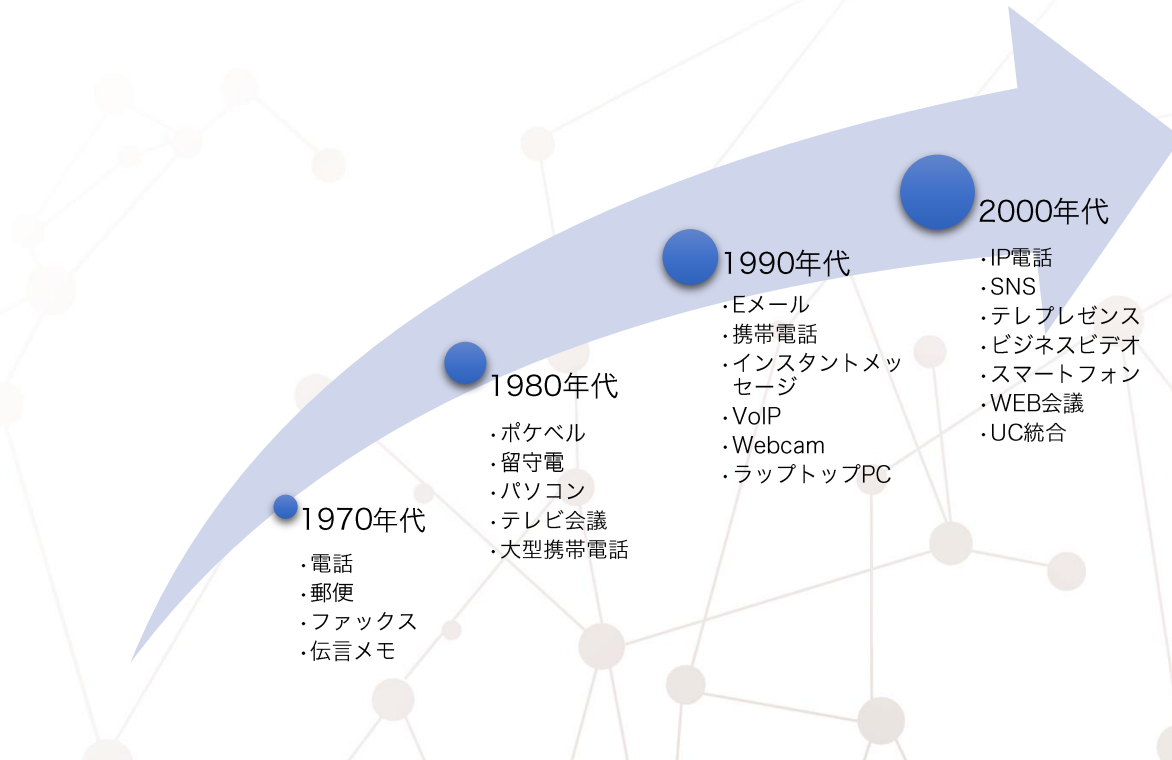 1970年代
・電話
・郵便
・ファックス
・伝言メモ
1980年代
・ポケベル
・留守電
・パソコン
・テレビ会議
・大型携帯電話
1990年代
・Eメール
・携帯電話
・インスタントメッ
セージ
・VoIP
・Webcam
・ラップトップPC
2000年代
・IP電話
・SNS
・テレプレゼンス
・ビジネスビデオ
・スマートフォン
・WEB会議
・UC統合